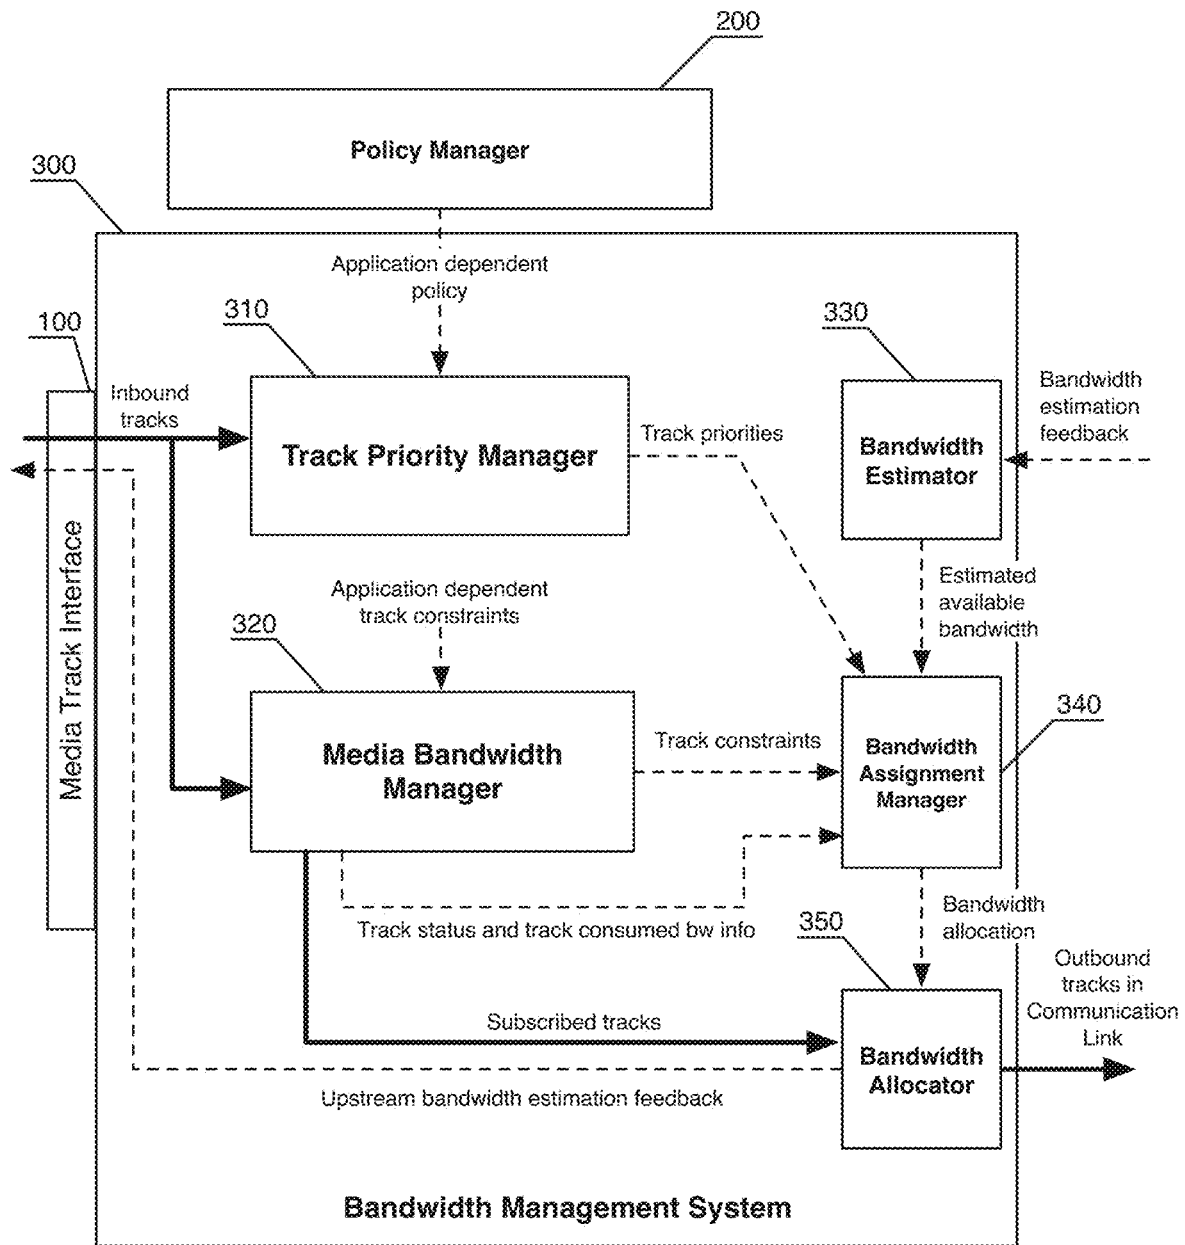 200
Policy Manager
300
Application dependent
policy
310
330
100
Inbound
tracks
Bandwidth
estimation
feedback
Track Priority Manager
Track priorities
Bandwidth
Estimator
Media Track Interface
Application dependent
track constraints
Estimated
available
bandwidth
320
340
Media Bandwidth
Manager
Track constraints
Bandwidth
Assignment
Manager
Track status and track consumed bw info
Bandwidth
allocation
350
Outbound
tracks in
Communication
Link
Subscribed tracks
Bandwidth
Allocator
Upstream bandwidth estimation feedback
Bandwidth Management System